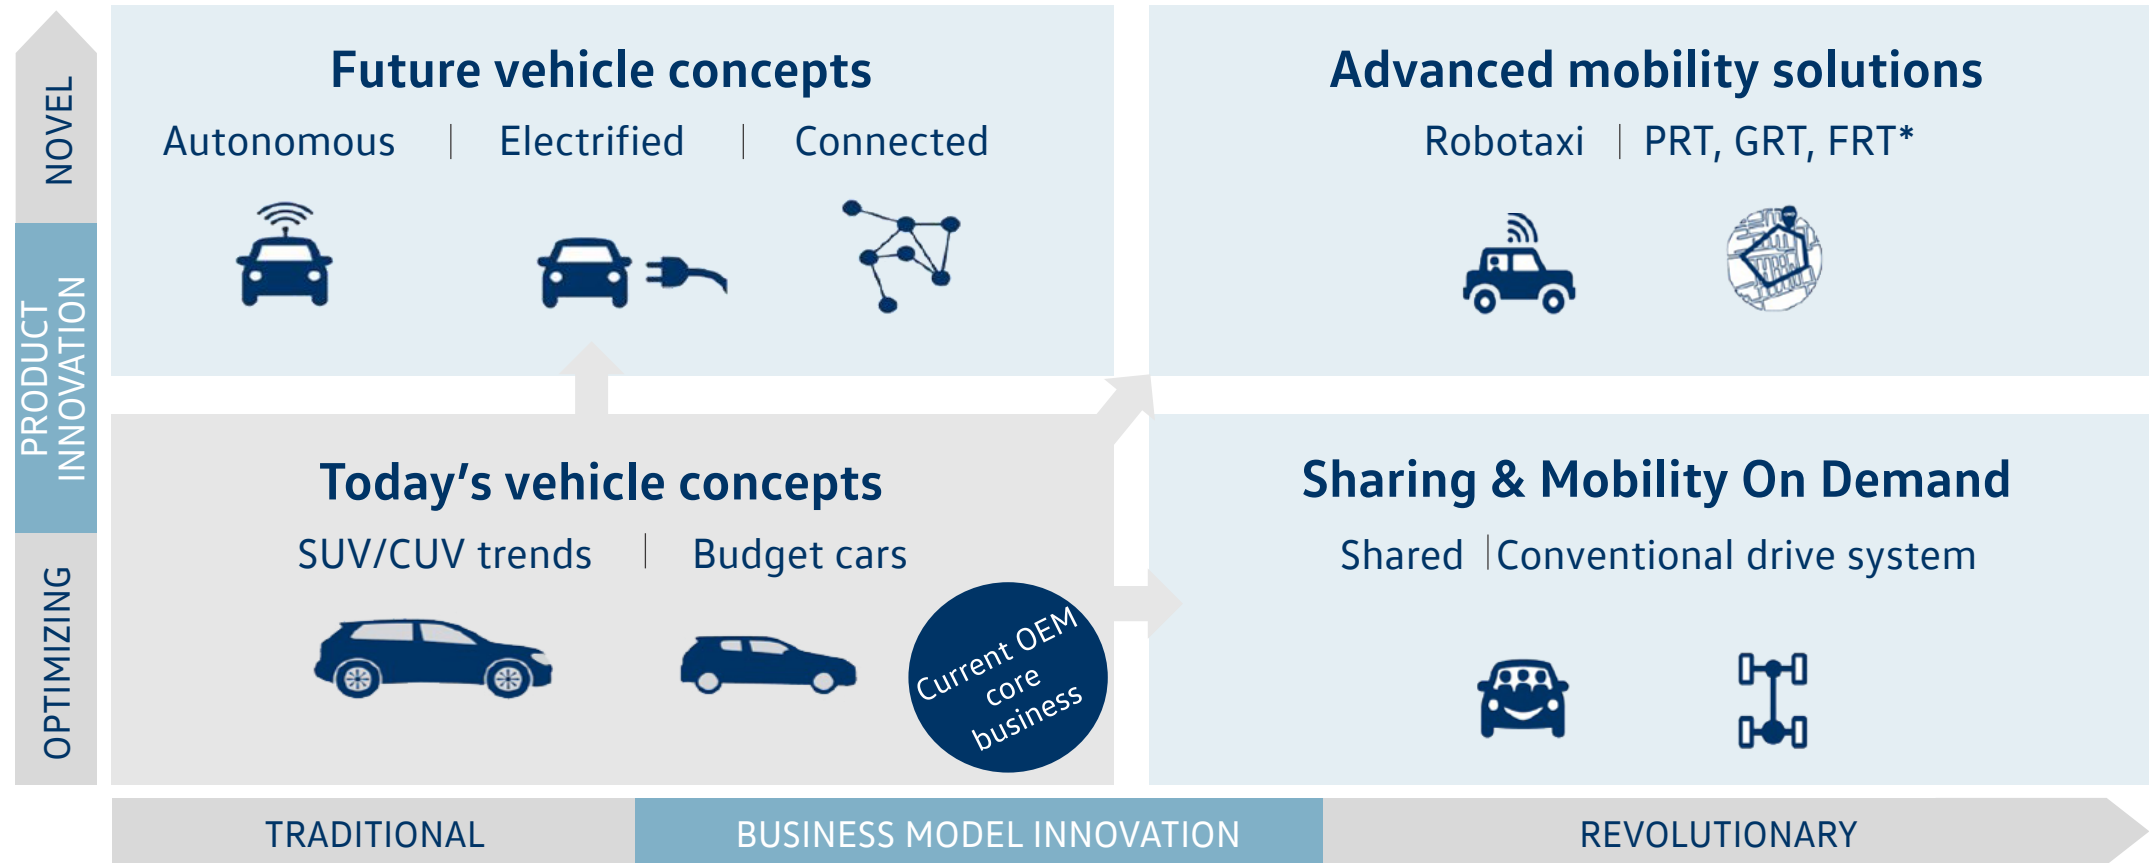 NOVEL
PRODUCT
INNOVATION
OPTIMIZING
Future vehicle concepts
Autonomous | Electrified | Connected
Advanced mobility solutions
Robotaxi | PRT, GRT, FRT*
Today's vehicle concepts
SUV/CUV trends | Budget cars
Current OEM
core
business
Sharing & Mobility On Demand
Shared | Conventional drive system
TRADITIONAL
BUSINESS MODEL INNOVATION
REVOLUTIONARY